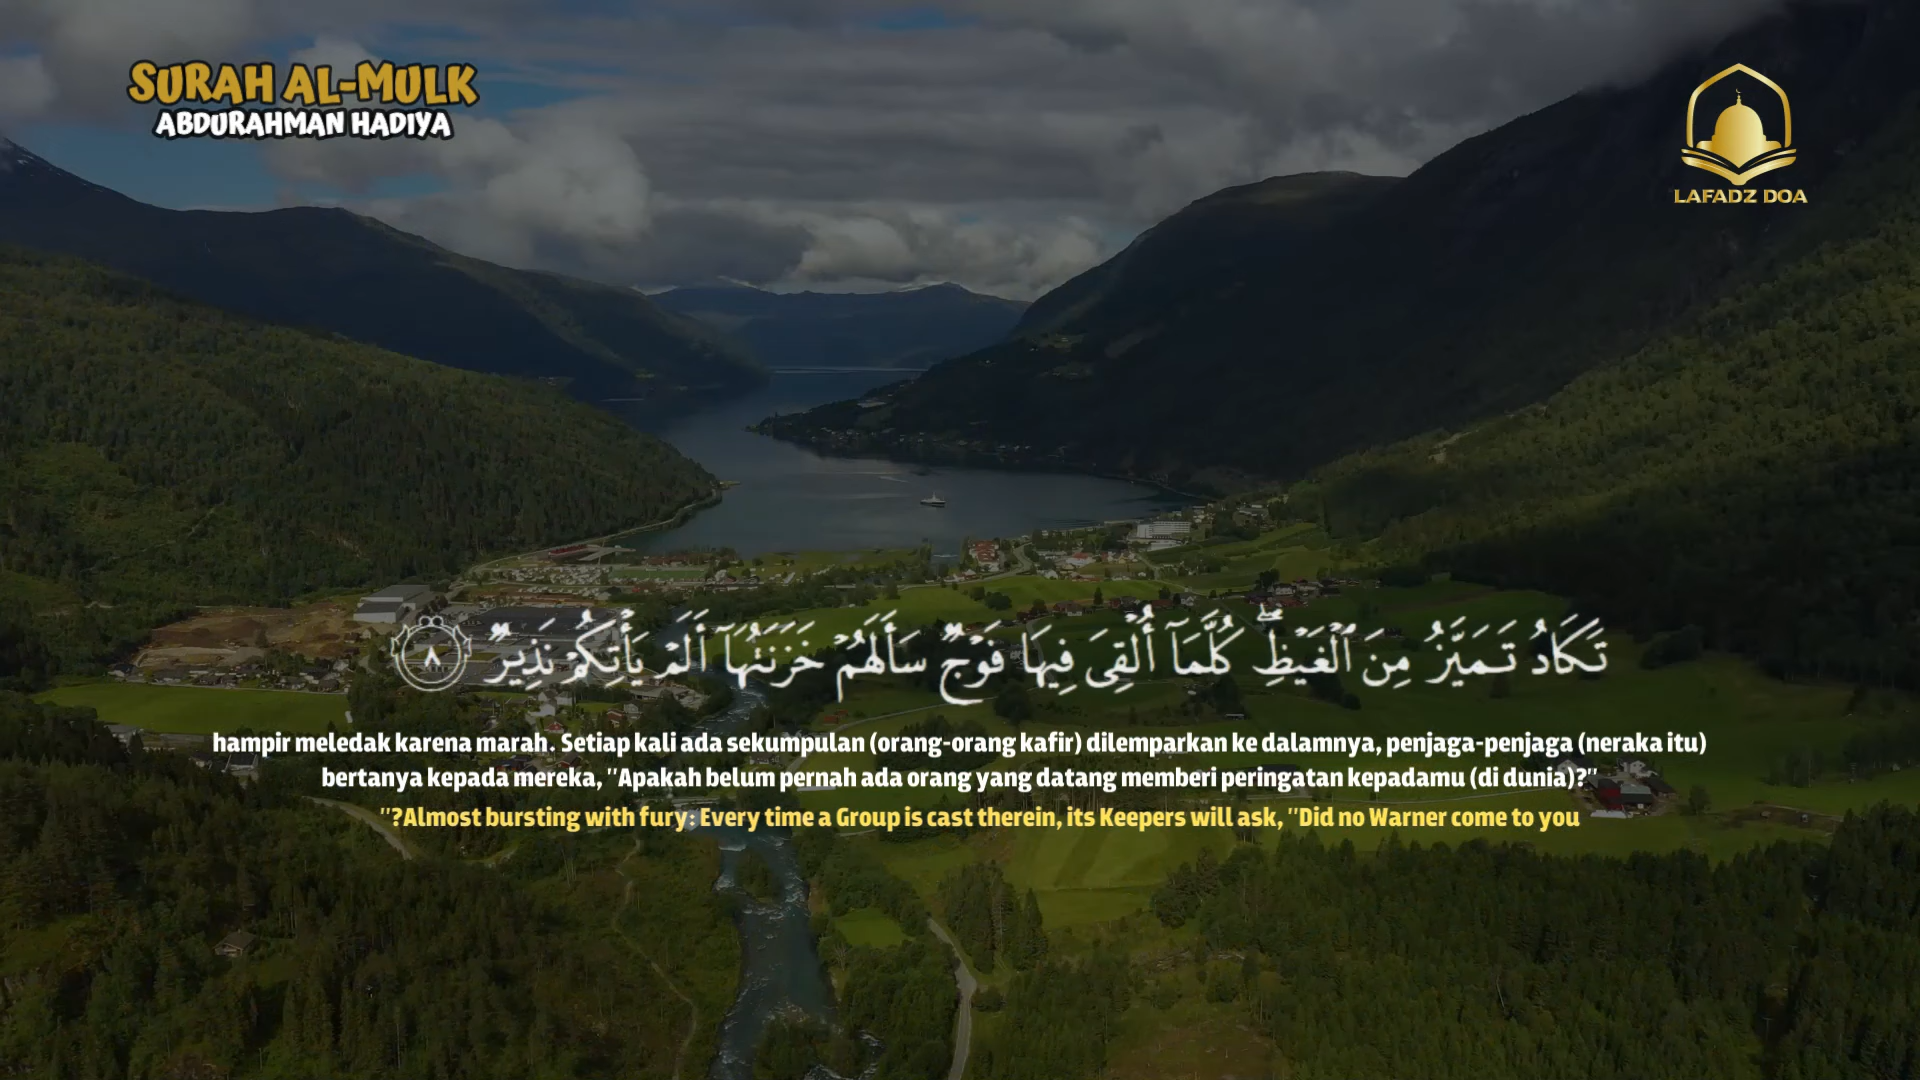 SURAH AL-MULK
ABDURAHMAN HADIYA
LAFADZ DOA
تَكَادُ تَمَيَّزُ مِنَ ٱلْغَيْظِ ۖ كُلَّمَآ أُلْقِىَ فِيهَا فَوْجٌ سَأَلَهُمْ خَزَنَتُهَآ أَلَمْ يَأْتِكُمْ نَذِيرٌ ٨
hampir meledak karena marah. Setiap kali ada sekumpulan (orang-orang kafir) dilemparkan ke dalamnya, penjaga-penjaga (neraka itu)
bertanya kepada mereka, "Apakah belum pernah ada orang yang datang memberi peringatan kepadamu (di dunia)?"
"?Almost bursting with fury: Every time a Group is cast therein, its Keepers will ask, "Did no Warner come to you